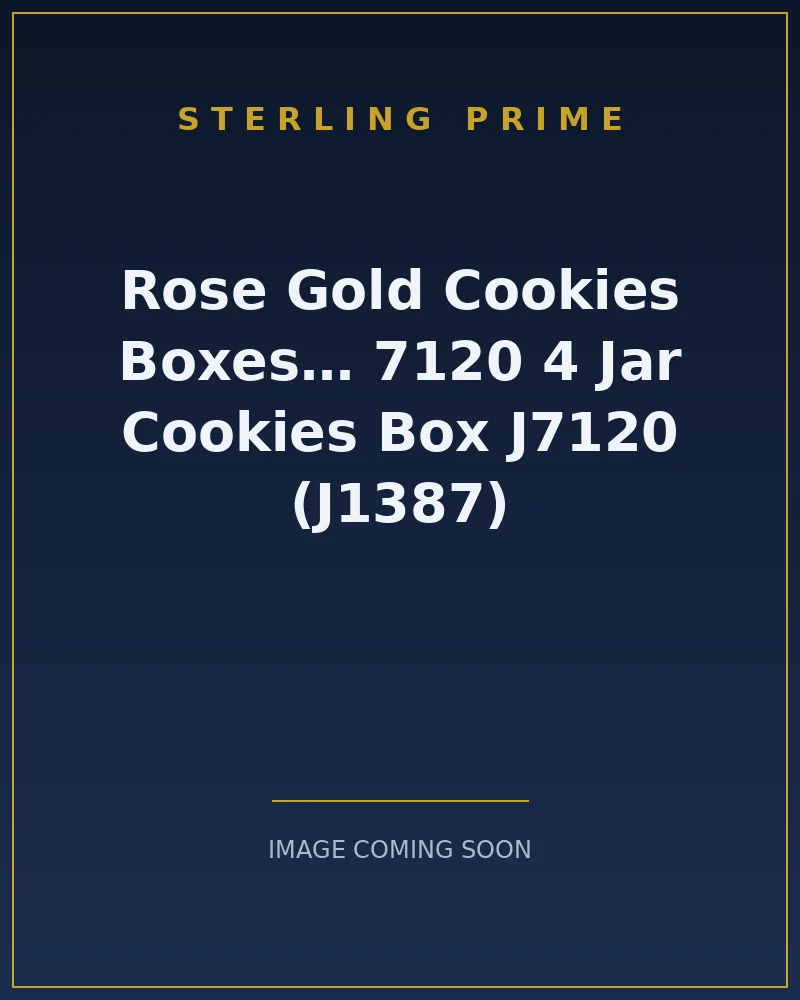 STERLING PRIME
Rose Gold Cookies
Boxes… 7120 4 Jar
Cookies Box J7120
(J1387)
IMAGE COMING SOON